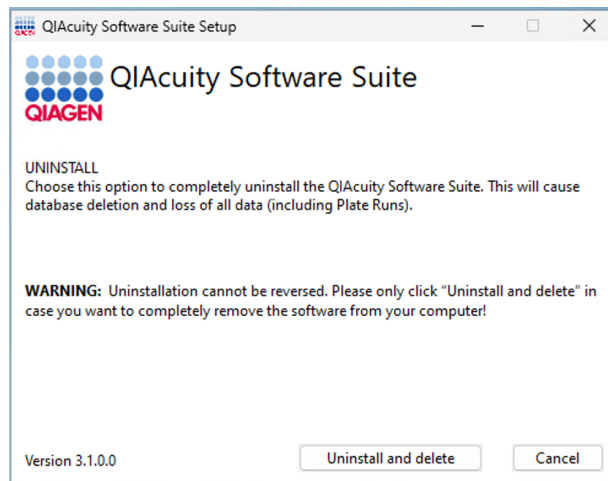 QIAcuity Software Suite Setup
QIAcuity Software Suite
QIAGEN
UNINSTALL
Choose this option to completely uninstall the QIAcuity Software Suite. This will cause
database deletion and loss of all data (including Plate Runs).
WARNING: Uninstallation cannot be reversed. Please only click "Uninstall and delete" in
case you want to completely remove the software from your computer!
Version 3.1.0.0
Uninstall and delete
Cancel